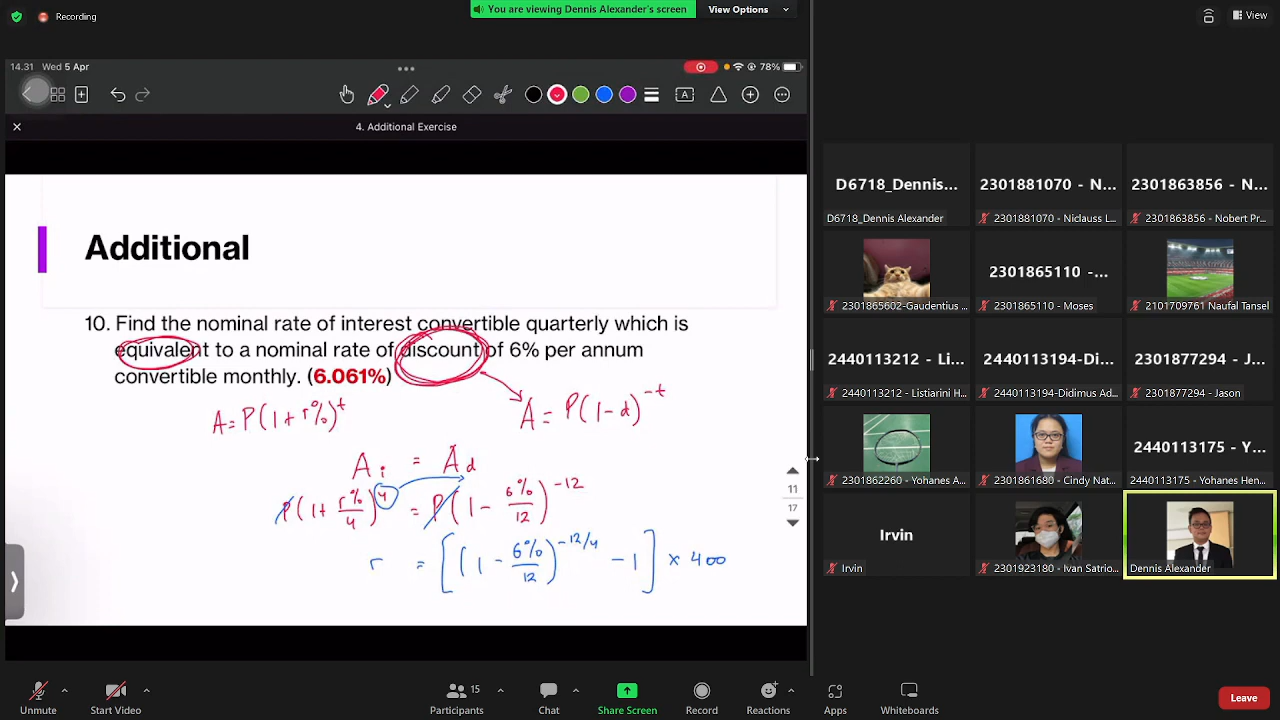 You are viewing Dennis Alexander's screen
View Options
Recording
View
14.31 Wed 5 Apr
78%
4. Additional Exercise
Additional
10. Find the nominal rate of interest convertible quarterly which is
equivalent to a nominal rate of discount of 6% per annum
convertible monthly. (6.061%)
A = P(1 + r%)^t
A = P(1 - d)^-t
A i = A d
P(1 + r%/4)^4 = P(1 - 6%/12)^-12
r = [(1 - 6%/12)^-12/4 - 1] x 400
11
17
D6718_Dennis...
D6718_Dennis Alexander
2301881070 - N...
2301881070 - Niclauss L...
2301863856 - N...
2301863856 - Nobert Pr...
2301865602-Gaudentius ...
2301865110 -...
2301865110 - Moses
2101709761 Naufal Tansel
2440113212 - Li...
2440113212 - Listiarini H...
2440113194-Di...
2440113194-Didimus Ad...
2301877294 - J...
2301877294 - Jason
2301862260 - Yohanes A...
2301861680 - Cindy Nat...
2440113175 - Y...
2440113175 - Yohanes Hen...
Irvin
Irvin
2301923180 - Ivan Satrio...
Dennis Alexander
Unmute
Start Video
15
Participants
Chat
Share Screen
Record
Reactions
Apps
Whiteboards
Leave